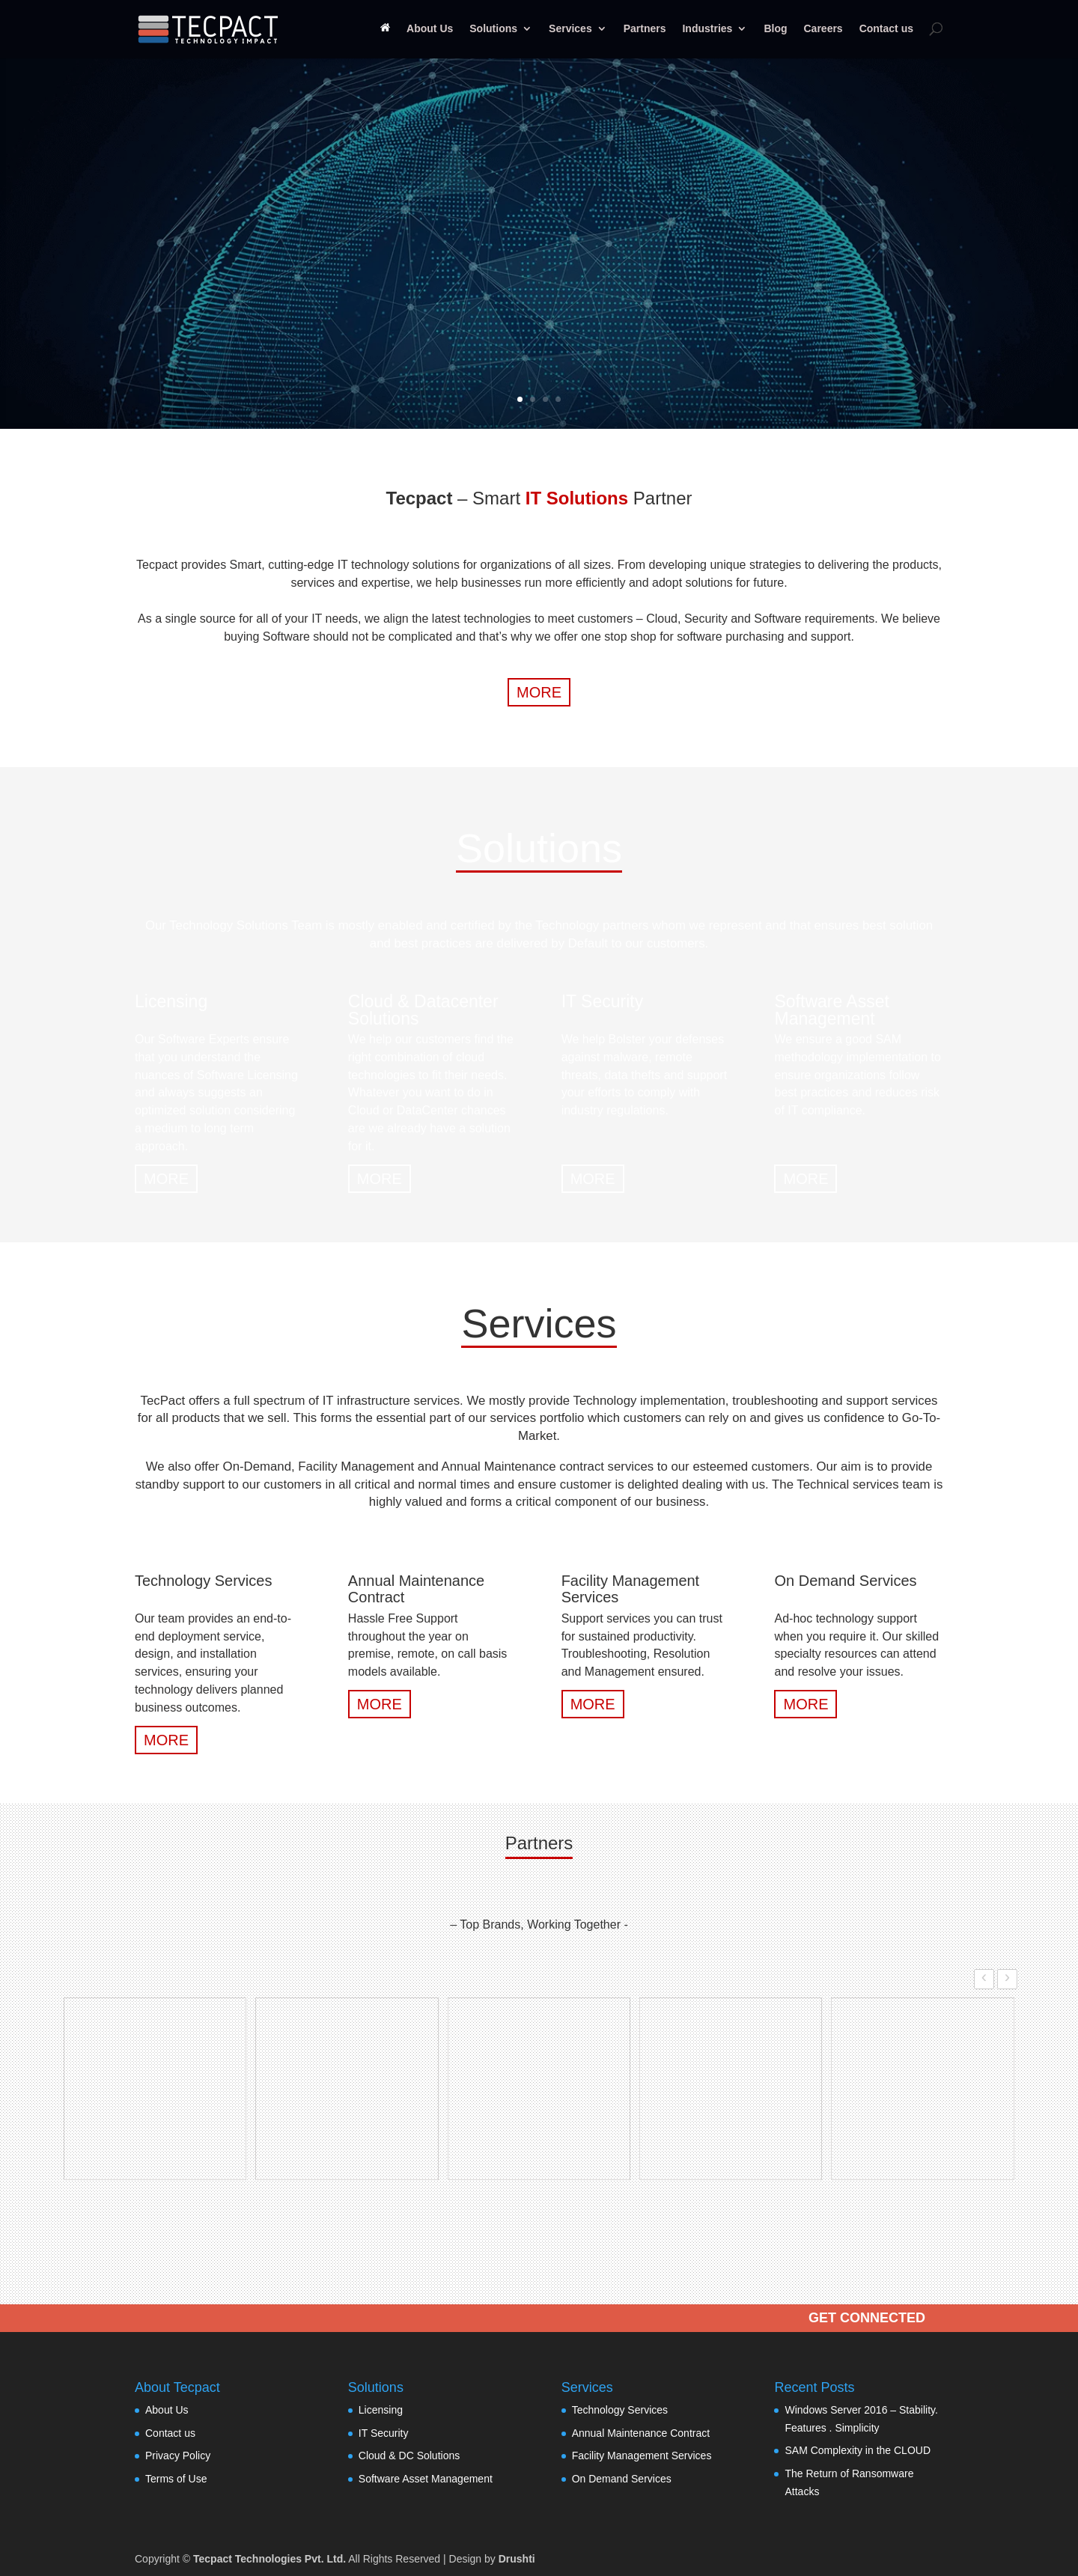 TECPACT
TECHNOLOGY IMPACT
About Us
Solutions
Services
Partners
Industries
Blog
Careers
Contact us
Tecpact – Smart IT Solutions Partner
Tecpact provides Smart, cutting-edge IT technology solutions for organizations of all sizes. From developing unique strategies to delivering the products,
services and expertise, we help businesses run more efficiently and adopt solutions for future.
As a single source for all of your IT needs, we align the latest technologies to meet customers – Cloud, Security and Software requirements. We believe
buying Software should not be complicated and that’s why we offer one stop shop for software purchasing and support.
MORE
Solutions
Our Technology Solutions Team is mostly enabled and certified by the Technology partners whom we represent and that ensures best solution
and best practices are delivered by Default to our customers.
Licensing
Our Software Experts ensure
that you understand the
nuances of Software Licensing
and always suggests an
optimized solution considering
a medium to long term
approach.
MORE
Cloud & Datacenter
Solutions
We help our customers find the
right combination of cloud
technologies to fit their needs.
Whatever you want to do in
Cloud or DataCenter chances
are we already have a solution
for it.
MORE
IT Security
We help Bolster your defenses
against malware, remote
threats, data thefts and support
your efforts to comply with
industry regulations.
MORE
Software Asset
Management
We ensure a good SAM
methodology implementation to
ensure organizations follow
best practices and reduces risk
of IT compliance.
MORE
Services
TecPact offers a full spectrum of IT infrastructure services. We mostly provide Technology implementation, troubleshooting and support services
for all products that we sell. This forms the essential part of our services portfolio which customers can rely on and gives us confidence to Go-To-
Market.
We also offer On-Demand, Facility Management and Annual Maintenance contract services to our esteemed customers. Our aim is to provide
standby support to our customers in all critical and normal times and ensure customer is delighted dealing with us. The Technical services team is
highly valued and forms a critical component of our business.
Technology Services
Our team provides an end-to-
end deployment service,
design, and installation
services, ensuring your
technology delivers planned
business outcomes.
MORE
Annual Maintenance
Contract
Hassle Free Support
throughout the year on
premise, remote, on call basis
models available.
MORE
Facility Management
Services
Support services you can trust
for sustained productivity.
Troubleshooting, Resolution
and Management ensured.
MORE
On Demand Services
Ad-hoc technology support
when you require it. Our skilled
specialty resources can attend
and resolve your issues.
MORE
Partners
– Top Brands, Working Together -
GET CONNECTED
About Tecpact
About Us
Contact us
Privacy Policy
Terms of Use
Solutions
Licensing
IT Security
Cloud & DC Solutions
Software Asset Management
Services
Technology Services
Annual Maintenance Contract
Facility Management Services
On Demand Services
Recent Posts
Windows Server 2016 – Stability.
Features . Simplicity
SAM Complexity in the CLOUD
The Return of Ransomware
Attacks
Copyright © Tecpact Technologies Pvt. Ltd. All Rights Reserved | Design by Drushti